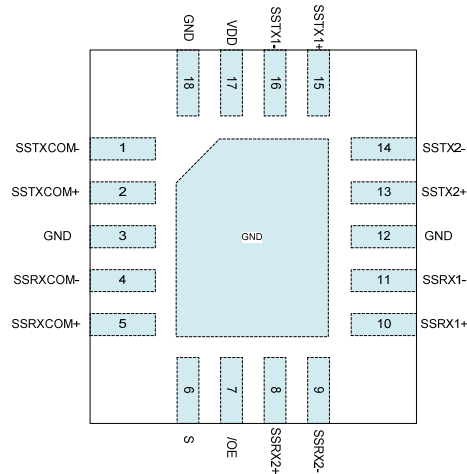 GND
VDD
SSTX1-
SSTX1+
18
17
16
15
SSTXCOM-
1
14
SSTX2-
SSTXCOM+
2
13
SSTX2+
GND
3
GND
12
GND
SSRXCOM-
4
11
SSRX1-
SSRXCOM+
5
10
SSRX1+
6
7
8
9
S
/OE
SSRX2+
SSRX2-